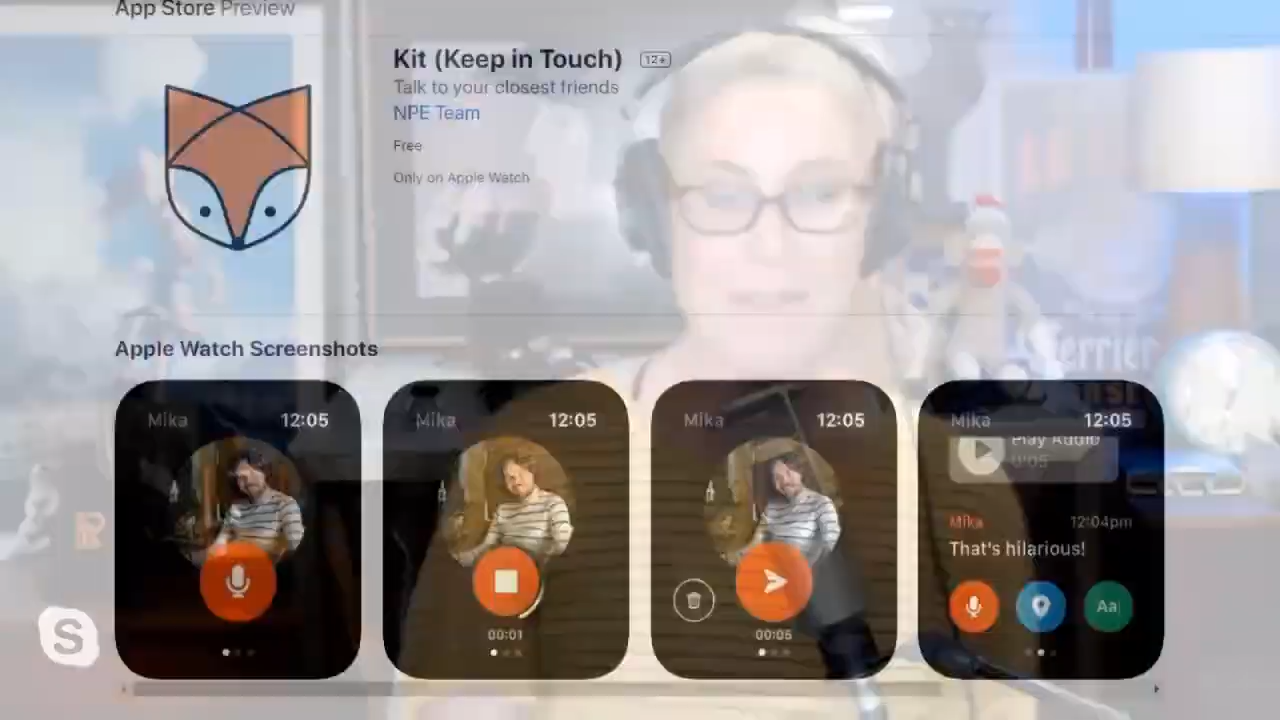 App Store Preview
Kit (Keep in Touch) 12+
Talk to your closest friends
NPE Team
Free
Only on Apple Watch
Apple Watch Screenshots
Mika 12:05
Mika 12:05
00:01
Mika 12:05
00:05
Mika 12:05
Play Audio
0:05
Mika 12:04pm
That's hilarious!
Aa
S